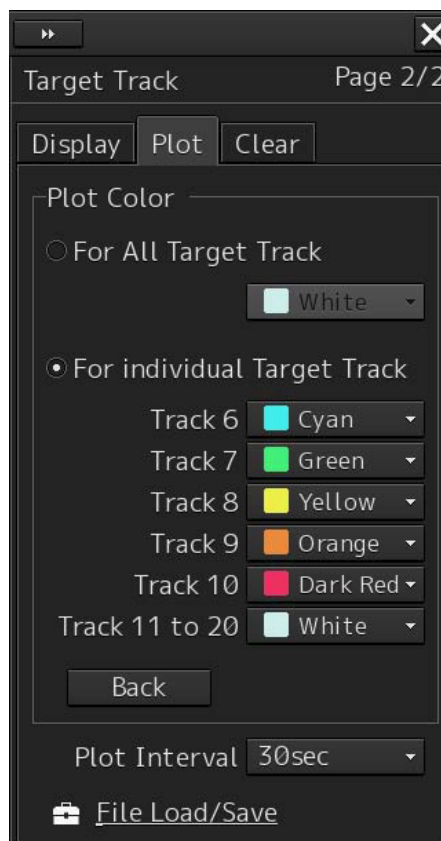 Target Track Page 2/2
Display Plot Clear
Plot Color
For All Target Track
White
For individual Target Track
Track 6 Cyan
Track 7 Green
Track 8 Yellow
Track 9 Orange
Track 10 Dark Red
Track 11 to 20 White
Back
Plot Interval 30sec
File Load/Save